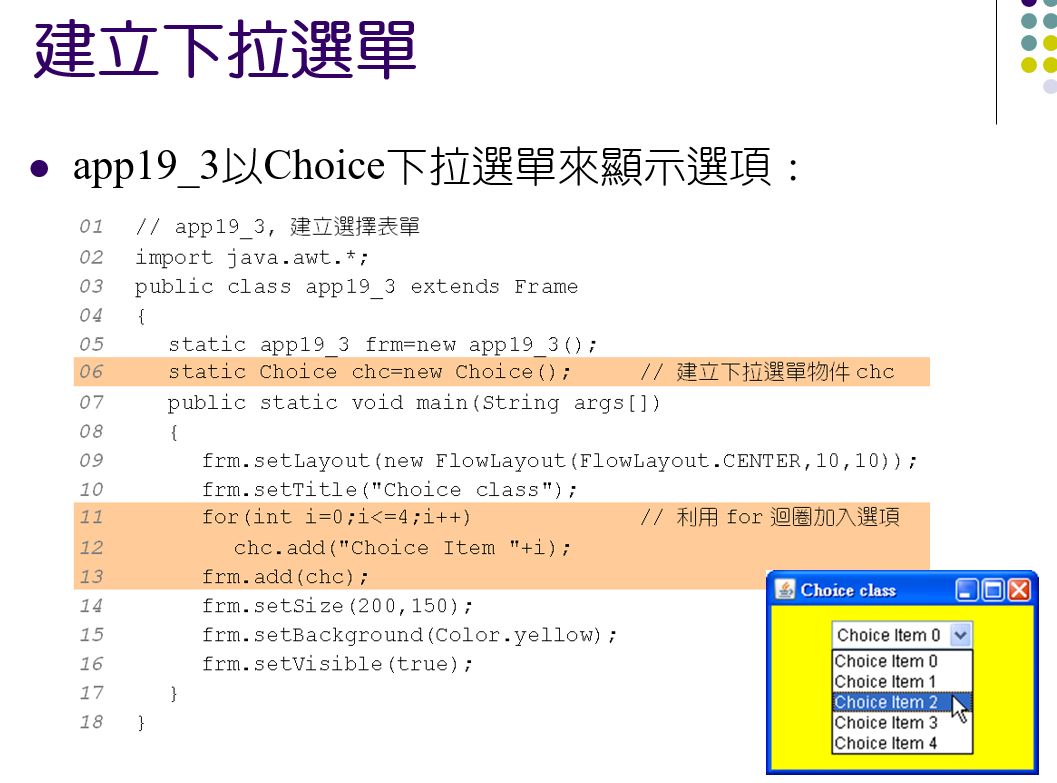 建立下拉選單
app19_3以Choice下拉選單來顯示選項：
01 // app19_3, 建立選擇表單
02 import java.awt.*;
03 public class app19_3 extends Frame
04 {
05 static app19_3 frm=new app19_3();
06 static Choice chc=new Choice(); // 建立下拉選單物件 chc
07 public static void main(String args[])
08 {
09 frm.setLayout(new FlowLayout(FlowLayout.CENTER,10,10));
10 frm.setTitle("Choice class");
11 for(int i=0;i<=4;i++) // 利用 for 迴圈加入選項
12 chc.add("Choice Item "+i);
13 frm.add(chc);
14 frm.setSize(200,150);
15 frm.setBackground(Color.yellow);
16 frm.setVisible(true);
17 }
18 }
Choice class
Choice Item 0
Choice Item 0
Choice Item 1
Choice Item 2
Choice Item 3
Choice Item 4